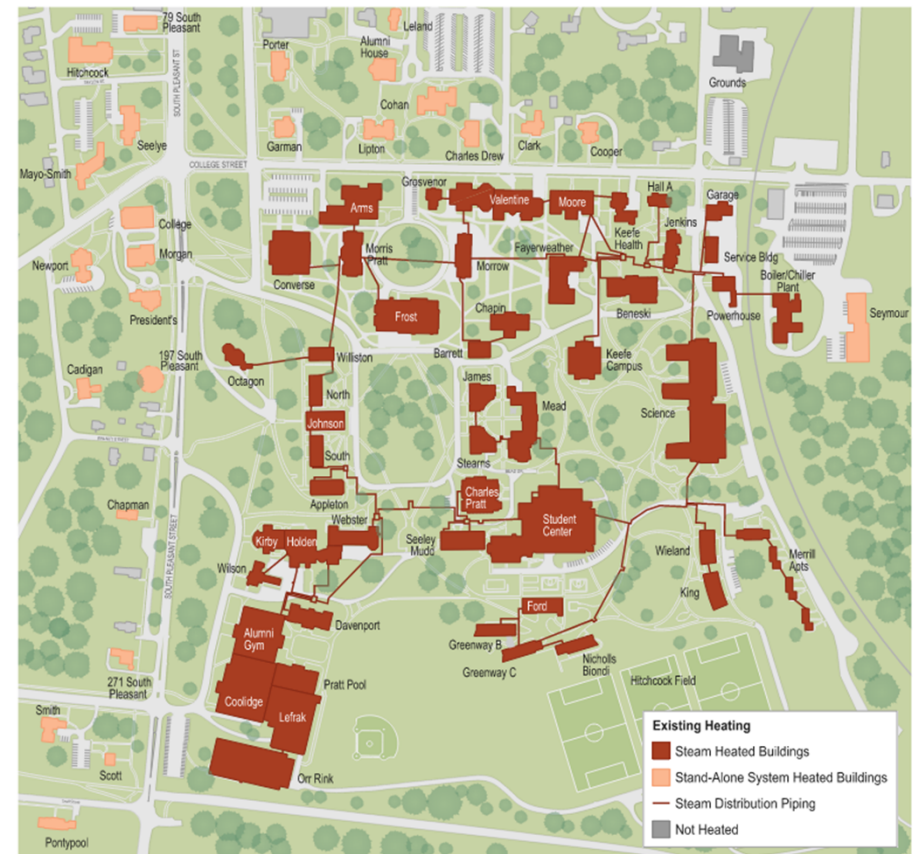 79 South
Pleasant
Leland
Porter
Alumni
House
Hitchcock
Grounds
SOUTH PLEASANT ST
Cohan
Seelye
Garman
Lipton
Charles Drew
Clark
Cooper
Mayo-Smith
COLLEGE STREET
Grosvenor
Hall A
Garage
Arms
Valentine
Moore
College
Keefe
Health
Jenkins
Morgan
Morris
Pratt
Fayerweather
Service Bldg
Newport
Converse
Morrow
Boiler/Chiller
Plant
President's
Frost
Chapin
Beneski
Powerhouse
Seymour
197 South
Pleasant
Williston
Barrett
Keefe
Campus
Cadigan
Octagon
James
North
Mead
Johnson
Science
South
Stearns
Appleton
Charles
Pratt
Chapman
Webster
Student
Center
Kirby
Holden
Seeley
Mudd
Wieland
Merrill
Apts
Wilson
SOUTH PLEASANT STREET
King
Ford
Davenport
Alumni
Gym
Greenway B
Greenway C
Nicholls
Biondi
271 South
Pleasant
Pratt Pool
Hitchcock Field
Coolidge
Lefrak
Smith
Scott
Orr Rink
Pontypool
Existing Heating
Steam Heated Buildings
Stand-Alone System Heated Buildings
Steam Distribution Piping
Not Heated